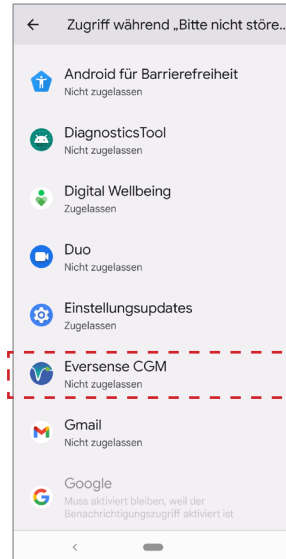 Zugriff während „Bitte nicht störe..
Android für Barrierefreiheit
Nicht zugelassen
DiagnosticsTool
Nicht zugelassen
Digital Wellbeing
Zugelassen
Duo
Nicht zugelassen
Einstellungsupdates
Zugelassen
Eversense CGM
Nicht zugelassen
Gmail
Nicht zugelassen
Google
Muss aktiviert bleiben, weil der
Benachrichtigungszugriff aktiviert ist